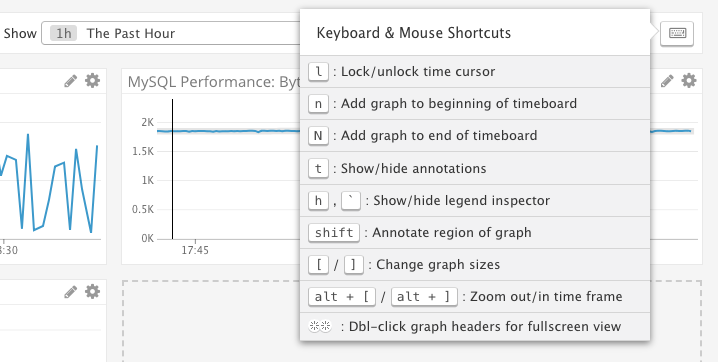 Show 1h The Past Hour
Keyboard & Mouse Shortcuts
l : Lock/unlock time cursor
n : Add graph to beginning of timeboard
N : Add graph to end of timeboard
t : Show/hide annotations
h , ` : Show/hide legend inspector
shift : Annotate region of graph
[ / ] : Change graph sizes
alt + [ / alt + ] : Zoom out/in time frame
: Dbl-click graph headers for fullscreen view
MySQL Performance: Byt
2K
1.5K
1K
0.5K
0K
17:45
:30